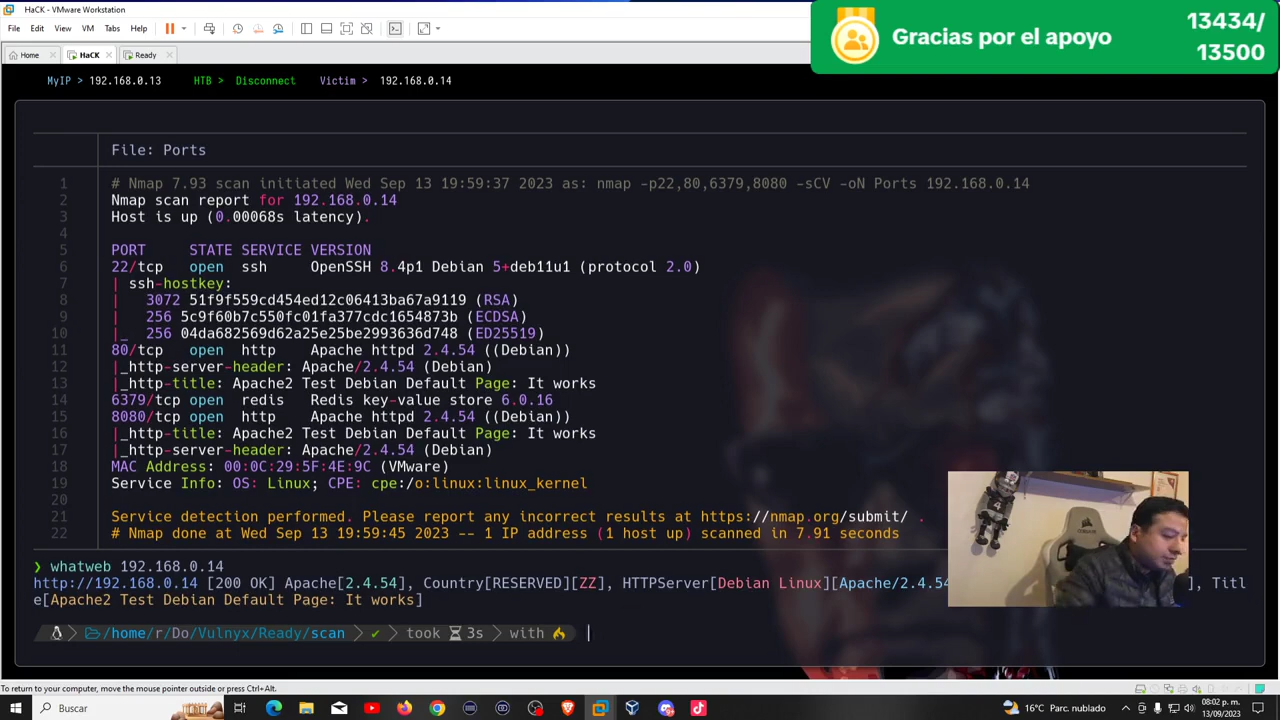 HaCK - VMware Workstation
File Edit View VM Tabs Help
Home HaCK Ready
Gracias por el apoyo
13434/
13500
MyIP > 192.168.0.13 HTB > Disconnect Victim > 192.168.0.14
File: Ports
1 # Nmap 7.93 scan initiated Wed Sep 13 19:59:37 2023 as: nmap -p22,80,6379,8080 -sCV -oN Ports 192.168.0.14
2 Nmap scan report for 192.168.0.14
3 Host is up (0.00068s latency).
4
5 PORT STATE SERVICE VERSION
6 22/tcp open ssh OpenSSH 8.4p1 Debian 5+deb11u1 (protocol 2.0)
7 | ssh-hostkey:
8 | 3072 51f9f559cd454ed12c06413ba67a9119 (RSA)
9 | 256 5c9f60b7c550fc01fa377cdc1654873b (ECDSA)
10 |_ 256 04da682569d62a25e25be2993636d748 (ED25519)
11 80/tcp open http Apache httpd 2.4.54 ((Debian))
12 |_http-server-header: Apache/2.4.54 (Debian)
13 |_http-title: Apache2 Test Debian Default Page: It works
14 6379/tcp open redis Redis key-value store 6.0.16
15 8080/tcp open http Apache httpd 2.4.54 ((Debian))
16 |_http-title: Apache2 Test Debian Default Page: It works
17 |_http-server-header: Apache/2.4.54 (Debian)
18 MAC Address: 00:0C:29:5F:4E:9C (VMware)
19 Service Info: OS: Linux; CPE: cpe:/o:linux:linux_kernel
20
21 Service detection performed. Please report any incorrect results at https://nmap.org/submit/ .
22 # Nmap done at Wed Sep 13 19:59:45 2023 -- 1 IP address (1 host up) scanned in 7.91 seconds
❯ whatweb 192.168.0.14
http://192.168.0.14 [200 OK] Apache[2.4.54], Country[RESERVED][ZZ], HTTPServer[Debian Linux][Apache/2.4.54 ], Titl
e[Apache2 Test Debian Default Page: It works]
/home/r/Do/Vulnyx/Ready/scan ✔ took 3s with
To return to your computer, move the mouse pointer outside or press Ctrl+Alt.
Buscar
16°C Parc. nublado
08:02 p. m.
13/09/2023